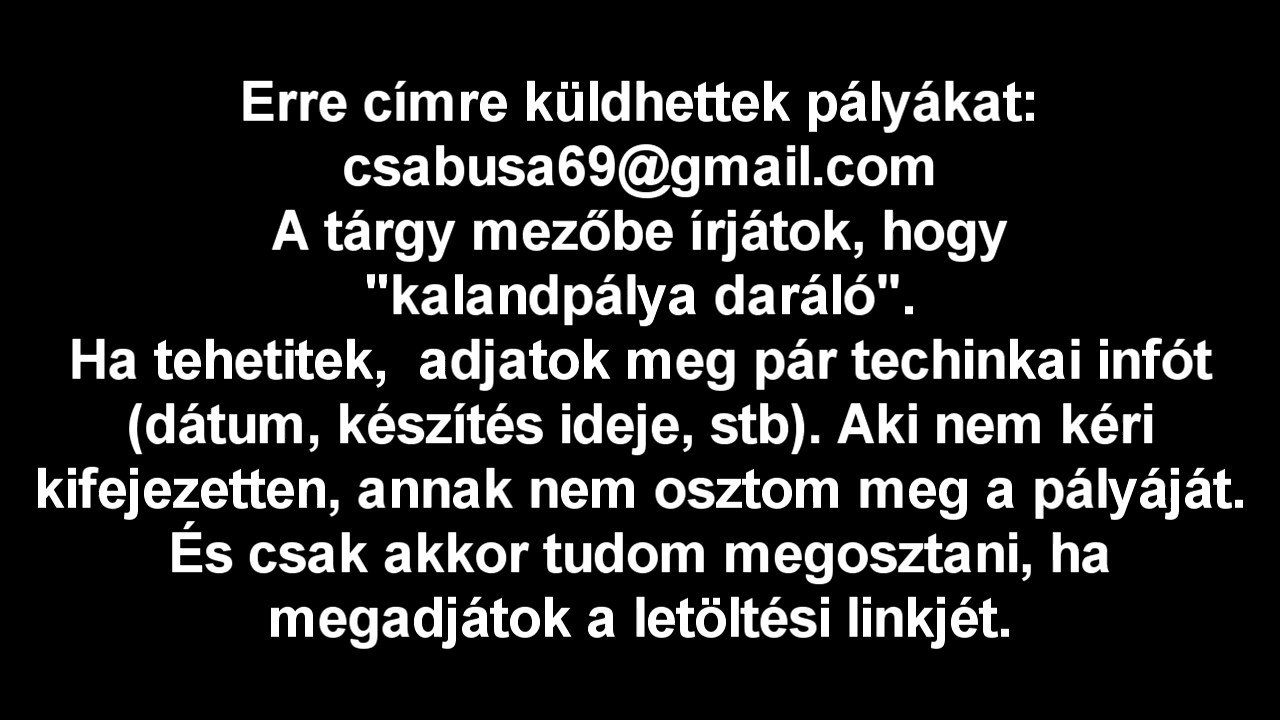 Erre címre küldhettek pályákat:
csabusa69@gmail.com
A tárgy mezőbe írjátok, hogy
"kalandpálya daráló".
Ha tehetitek,  adjatok meg pár techinkai infót
(dátum, készítés ideje, stb). Aki nem kéri
kifejezetten, annak nem osztom meg a pályáját.
És csak akkor tudom megosztani, ha
megadjátok a letöltési linkjét.